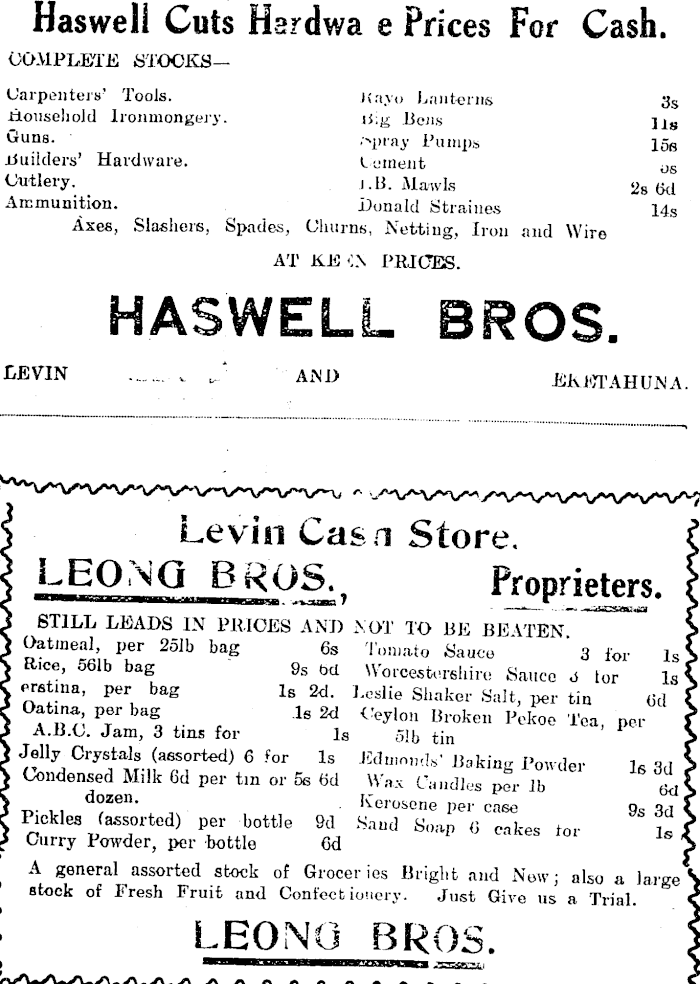 Haswell Cuts Hardwa e Prices For Cash.
COMPLETE STOCKS—
Carpenters' Tools.
Household Ironmongery.
Guns.
Builders' Hardware.
Cutlery.
Ammunition.
Rayo Lanterns 3s
Big Bens 11s
Spray Pumps 15s
Cement
I.B. Mawls 2s 6d
Donald Straines 14s
Axes, Slashers, Spades, Churns, Netting, Iron and Wire
AT KEEN PRICES.
HASWELL BROS.
LEVIN AND EKETAHUNA.
Levin Cash Store.
LEONG BROS., Proprieters.
STILL LEADS IN PRICES AND NOT TO BE BEATEN.
Oatmeal, per 25lb bag 6s
Rice, 56lb bag 9s 6d
erstina, per bag 1s 2d.
Oatina, per bag 1s 2d
A.B.C. Jam, 3 tins for 1s
Jelly Crystals (assorted) 6 for 1s
Condensed Milk 6d per tin or 5s 6d
dozen.
Pickles (assorted) per bottle 9d
Curry Powder, per bottle 6d
Tomato Sauce 3 for 1s
Worcestershire Sauce 3 for 1s
Leslie Shaker Salt, per tin 6d
Ceylon Broken Pekoe Tea, per
5lb tin
Edmonds' Baking Powder 1s 3d
Wax Candles per lb 6d
Kerosene per case 9s 3d
Sand Soap 6 cakes for 1s
A general assorted stock of Groceries Bright and New; also a large
stock of Fresh Fruit and Confectionery. Just Give us a Trial.
LEONG BROS.